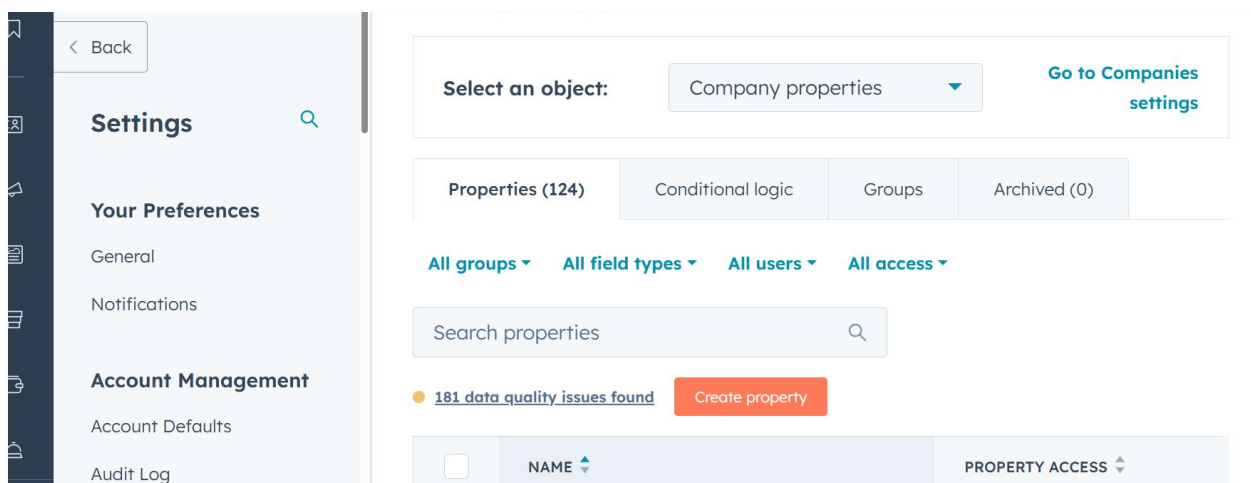 Back
Settings
Your Preferences
General
Notifications
Account Management
Account Defaults
Audit Log
Select an object:
Company properties
Go to Companies
settings
Properties (124)
Conditional logic
Groups
Archived (0)
All groups
All field types
All users
All access
Search properties
181 data quality issues found
Create property
NAME
PROPERTY ACCESS